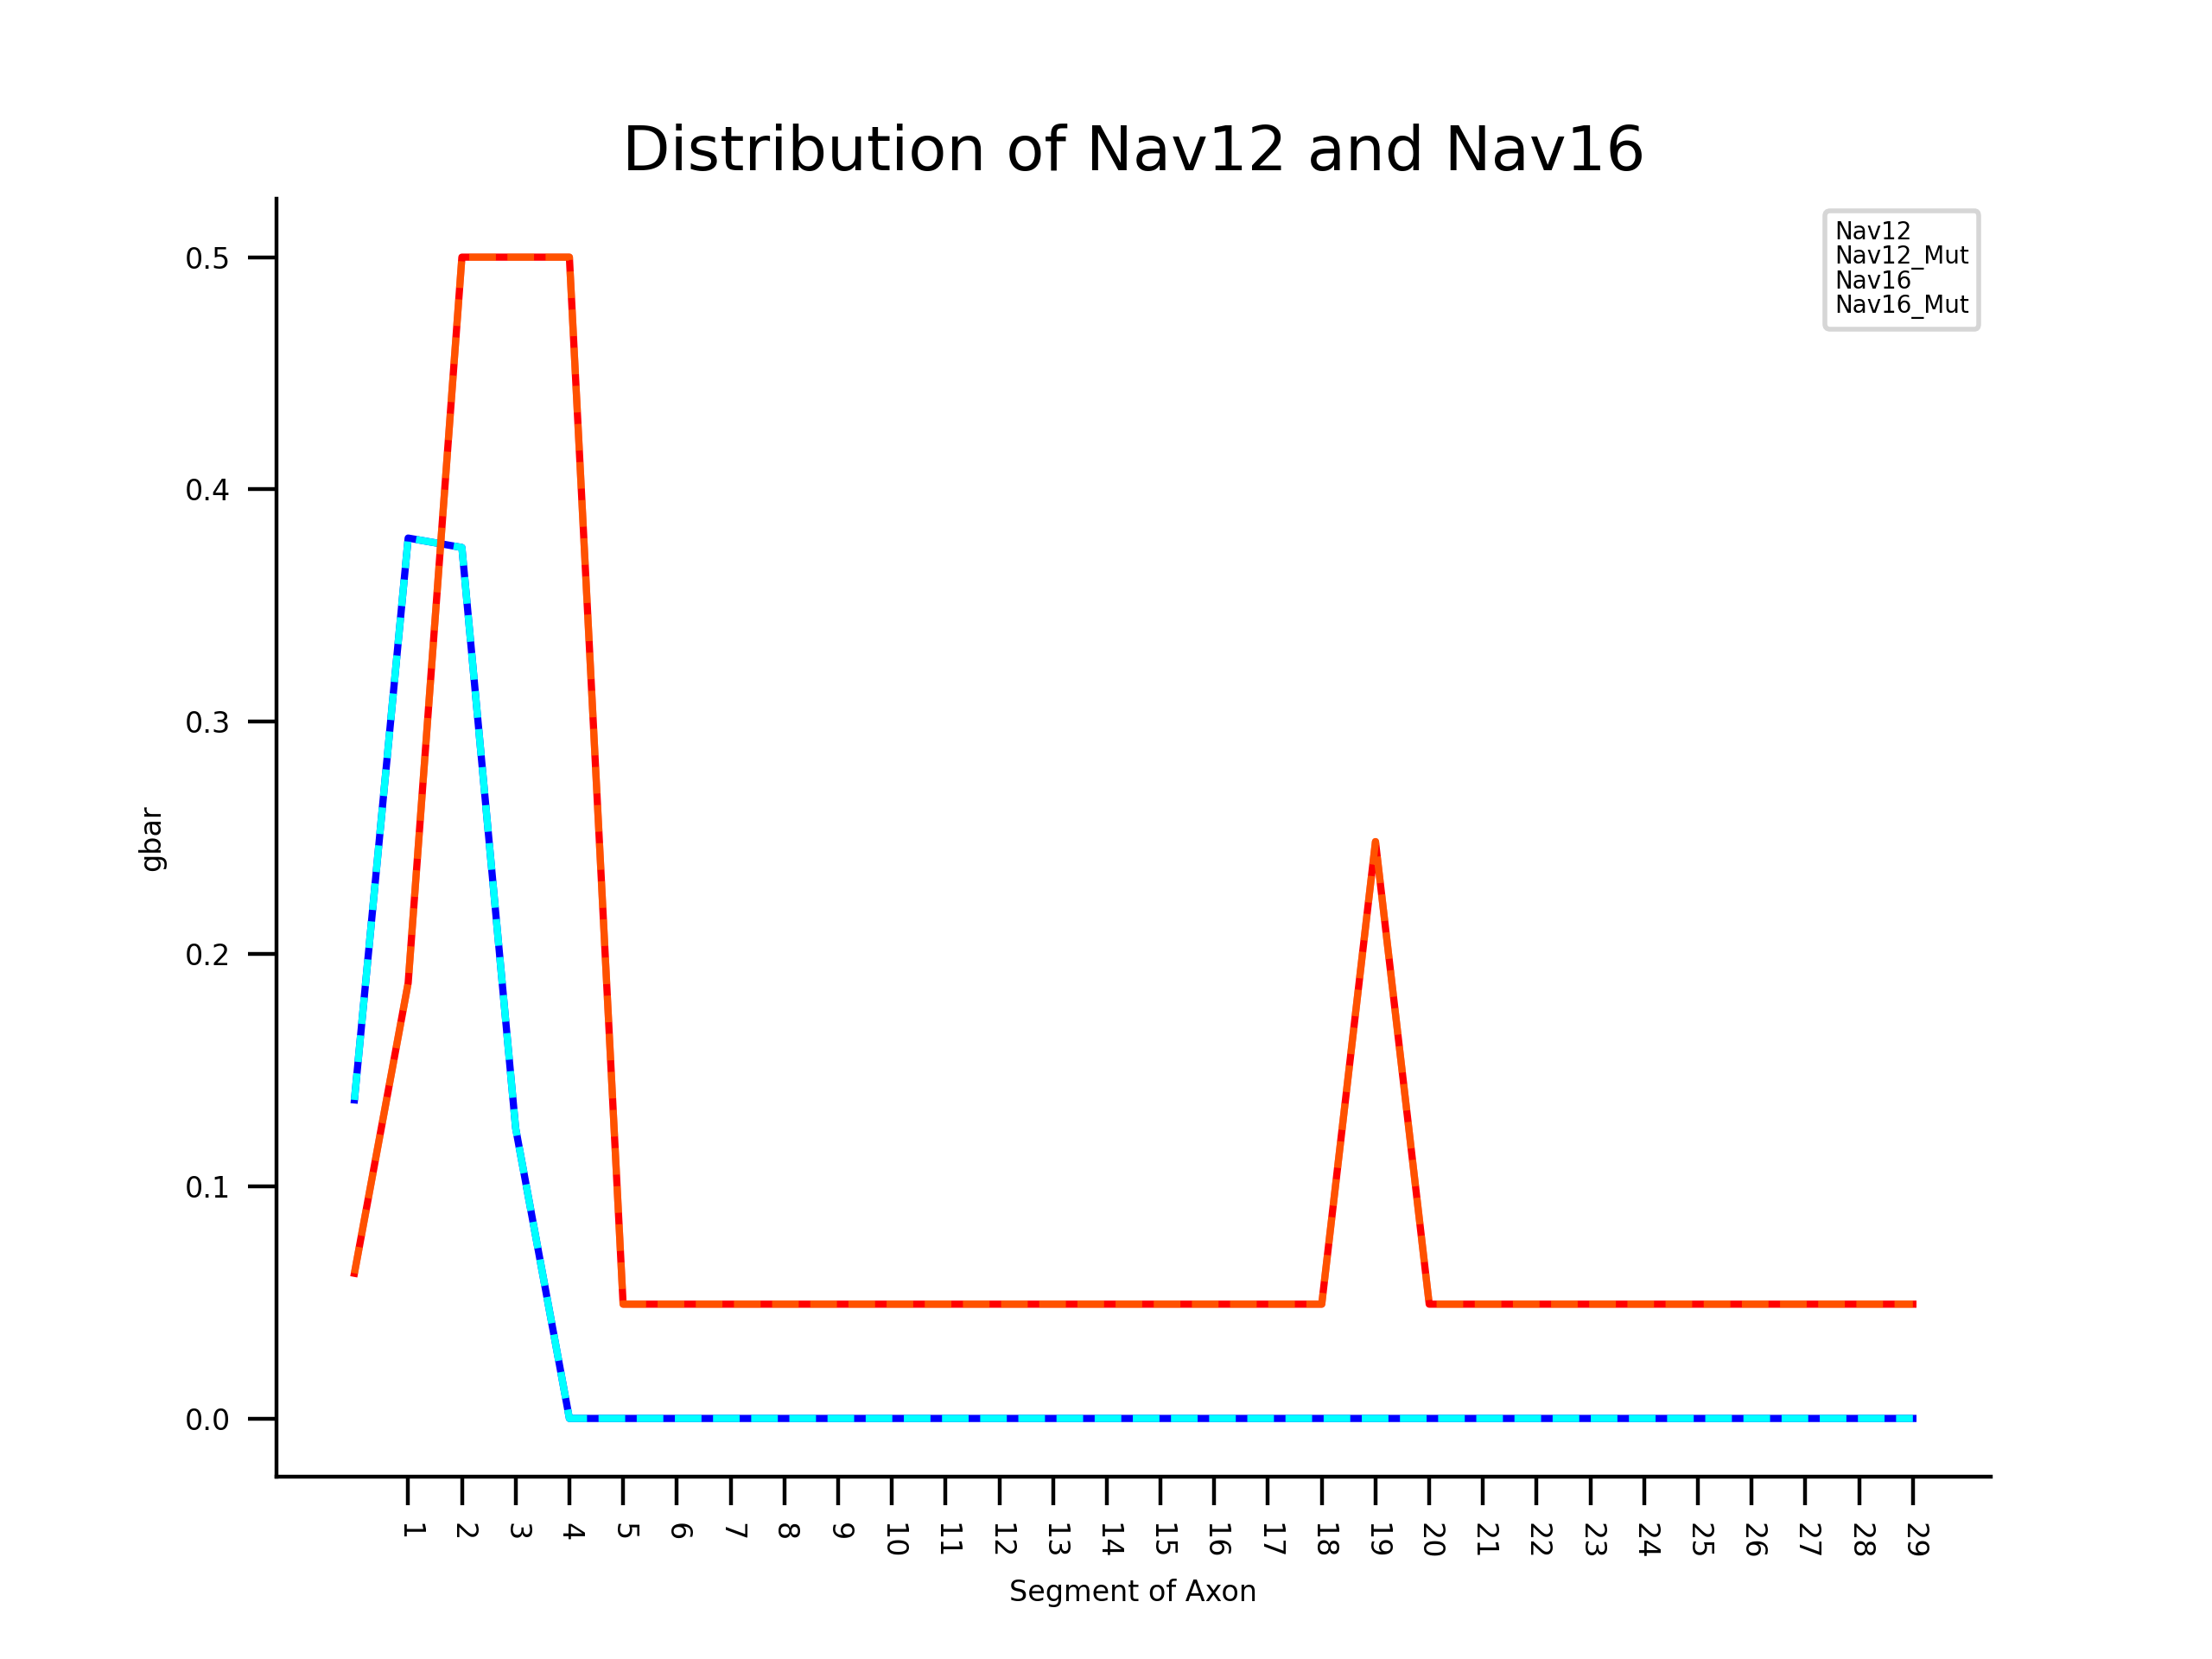 Distribution of Nav12 and Nav16
Nav12
Nav12_Mut
Nav16
Nav16_Mut
0.5
0.4
0.3
0.2
0.1
0.0
gbar
1 2 3 4 5 6 7 8 9 10 11 12 13 14 15 16 17 18 19 20 21 22 23 24 25 26 27 28 29
Segment of Axon